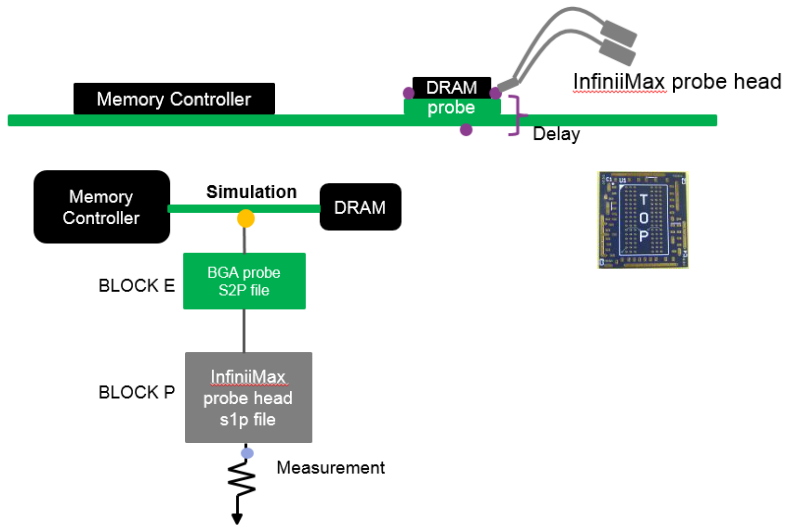 Memory Controller
DRAM
probe
InfiniiMax probe head
Delay
Memory
Controller
Simulation
DRAM
TOP
BLOCK E
BGA probe
S2P file
BLOCK P
InfiniiMax
probe head
s1p file
Measurement